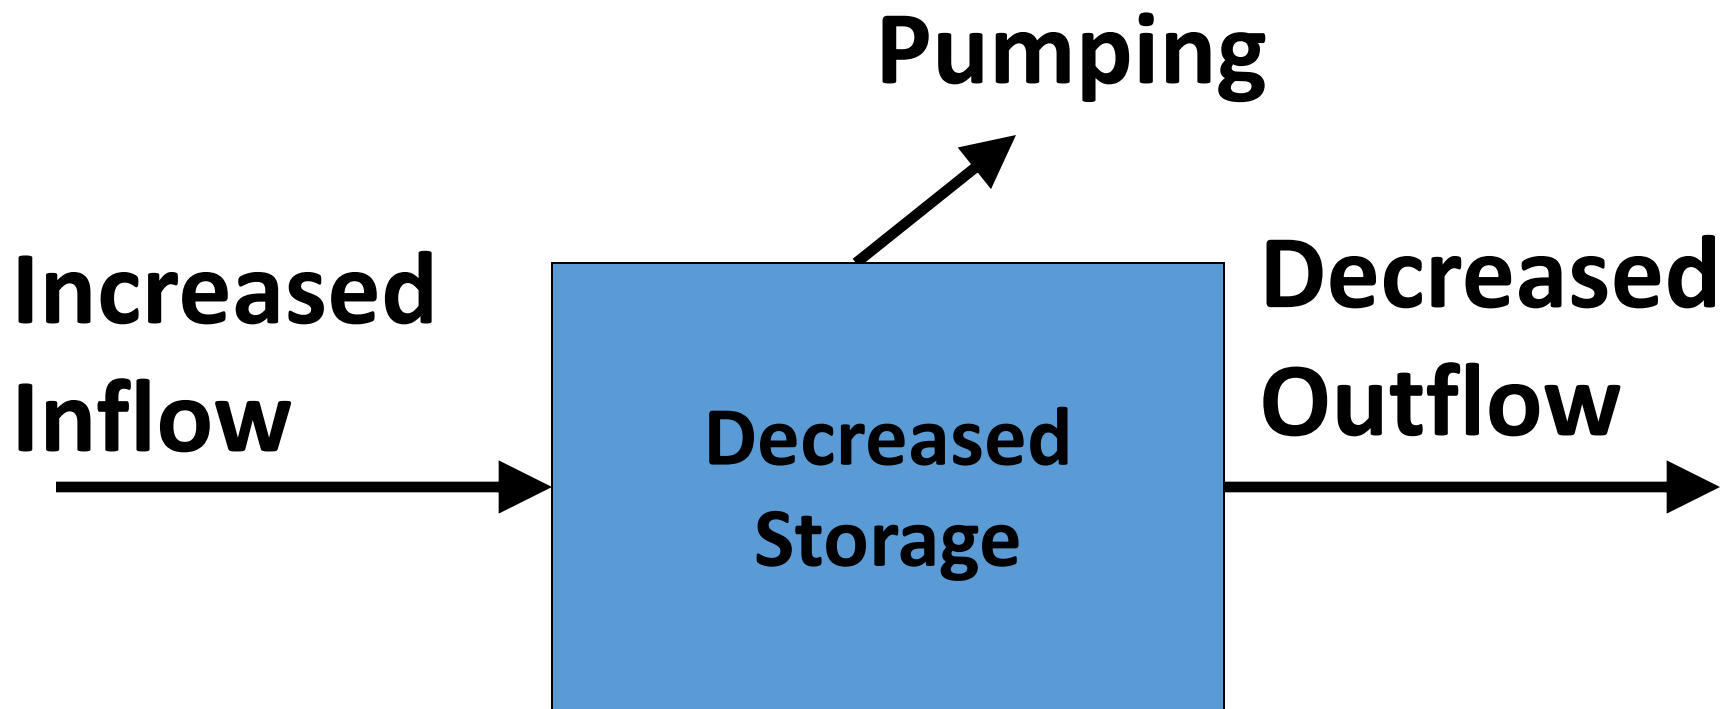 Pumping
Increased
Inflow
Decreased
Outflow
Decreased
Storage